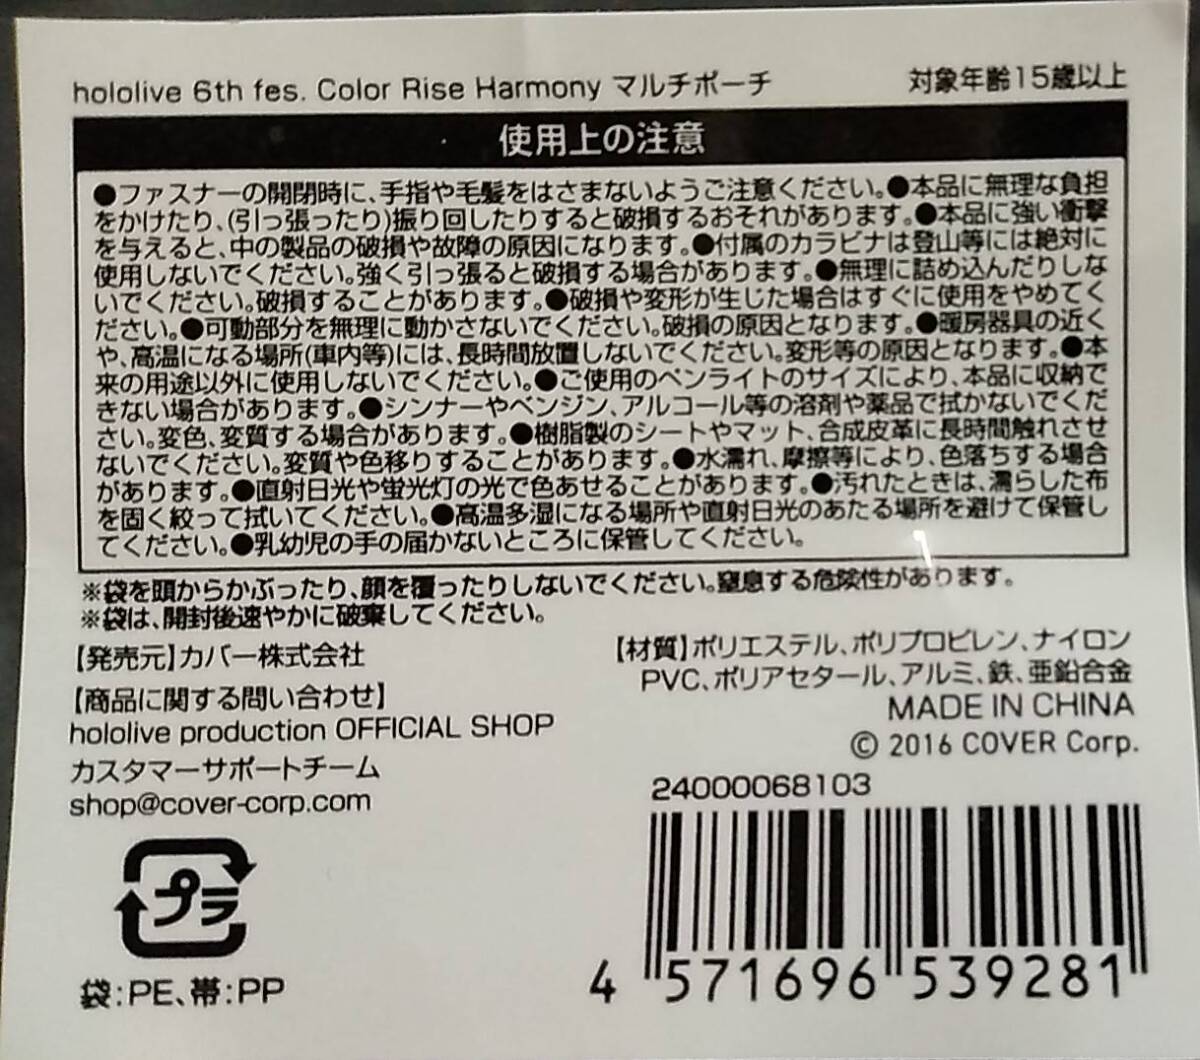 hololive 6th fes. Color Rise Harmony マルチポーチ
対象年齢15歳以上
使用上の注意
●ファスナーの開閉時に、手指や毛髪をはさまないようご注意ください。●本品に無理な負担
をかけたり、(引っ張ったり)振り回したりすると破損するおそれがあります。●本品に強い衝撃
を与えると、中の製品の破損や故障の原因になります。●付属のカラビナは登山等には絶対に
使用しないでください。強く引っ張ると破損する場合があります。●無理に詰め込んだりしな
いでください。破損することがあります。●破損や変形が生じた場合はすぐに使用をやめてく
ださい。●可動部分を無理に動かさないでください。破損の原因となります。●暖房器具の近く
や、高温になる場所(車内等)には、長時間放置しないでください。変形等の原因となります。●本
来の用途以外に使用しないでください。●ご使用のペンライトのサイズにより、本品に収納で
きない場合があります。●シンナーやベンジン、アルコール等の溶剤や薬品で拭かないでくだ
さい。変色、変質する場合があります。●樹脂製のシートやマット、合成皮革に長時間触れさせ
ないでください。変質や色移りすることがあります。●水濡れ、摩擦等により、色落ちする場合
があります。●直射日光や蛍光灯の光で色あせることがあります。●汚れたときは、濡らした布
を固く絞って拭いてください。●高温多湿になる場所や直射日光のあたる場所を避けて保管し
てください。●乳幼児の手の届かないところに保管してください。
※袋を頭からかぶったり、顔を覆ったりしないでください。窒息する危険性があります。
※袋は、開封後速やかに破棄してください。
【発売元】カバー株式会社
【商品に関する問い合わせ】
hololive production OFFICIAL SHOP
カスタマーサポートチーム
shop@cover-corp.com
【材質】ポリエステル、ポリプロピレン、ナイロン
PVC、ポリアセタール、アルミ、鉄、亜鉛合金
MADE IN CHINA
© 2016 COVER Corp.
24000068103
プラ
袋:PE、帯:PP
4 571696 539281